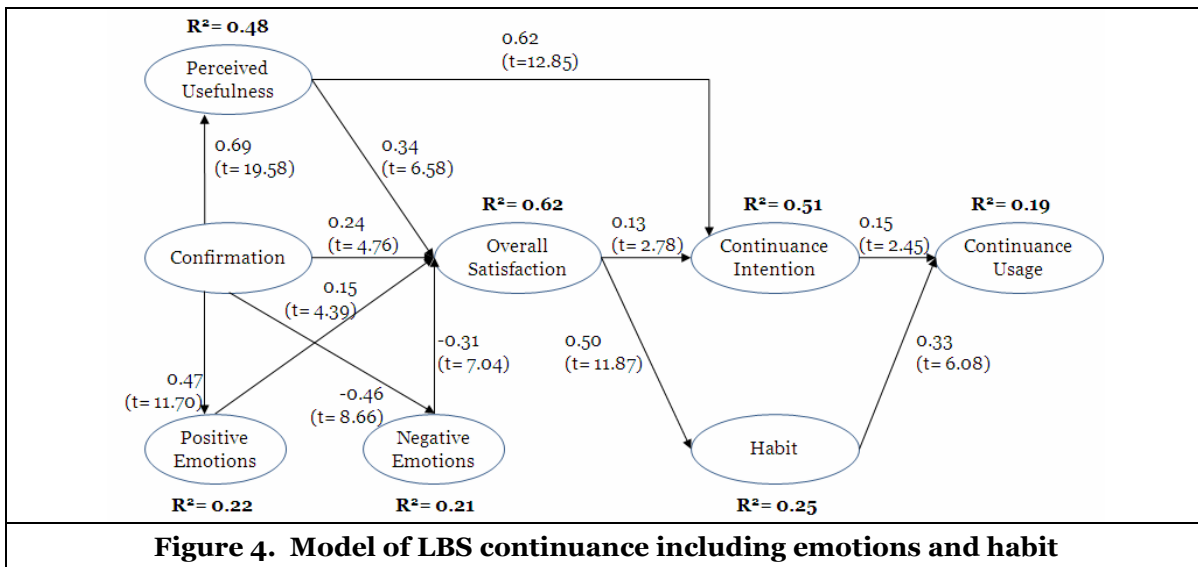 R²= 0.48
Perceived
Usefulness
0.62
(t=12.85)
0.69
(t= 19.58)
0.34
(t= 6.58)
R²= 0.62
R²= 0.51
R²= 0.19
Confirmation
0.24
(t= 4.76)
Overall
Satisfaction
0.13
(t= 2.78)
Continuance
Intention
0.15
(t= 2.45)
Continuance
Usage
0.15
(t= 4.39)
-0.31
(t= 7.04)
0.50
(t= 11.87)
0.33
(t= 6.08)
0.47
(t= 11.70)
-0.46
(t= 8.66)
Positive
Emotions
Negative
Emotions
Habit
R²= 0.22
R²= 0.21
R²= 0.25
Figure 4. Model of LBS continuance including emotions and habit